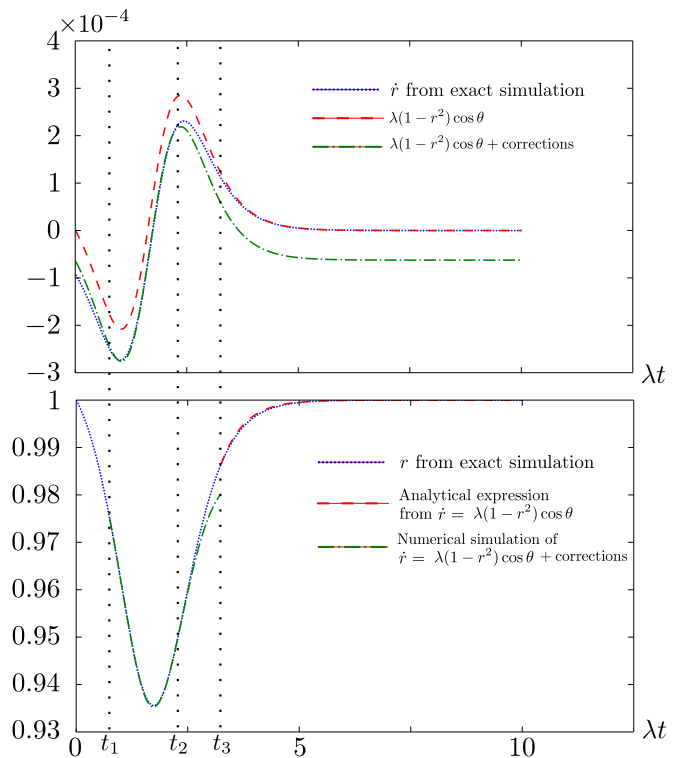 ×10⁻⁴
4
3
2
1
0
−1
−2
−3
ṙ from exact simulation
λ(1 − r²) cos θ
λ(1 − r²) cos θ + corrections
λt
1
0.99
0.98
0.97
0.96
0.95
0.94
0.93
r from exact simulation
Analytical expression
from ṙ = λ(1 − r²) cos θ
Numerical simulation of
ṙ = λ(1 − r²) cos θ + corrections
λt
0 t₁ t₂ t₃ 5 10